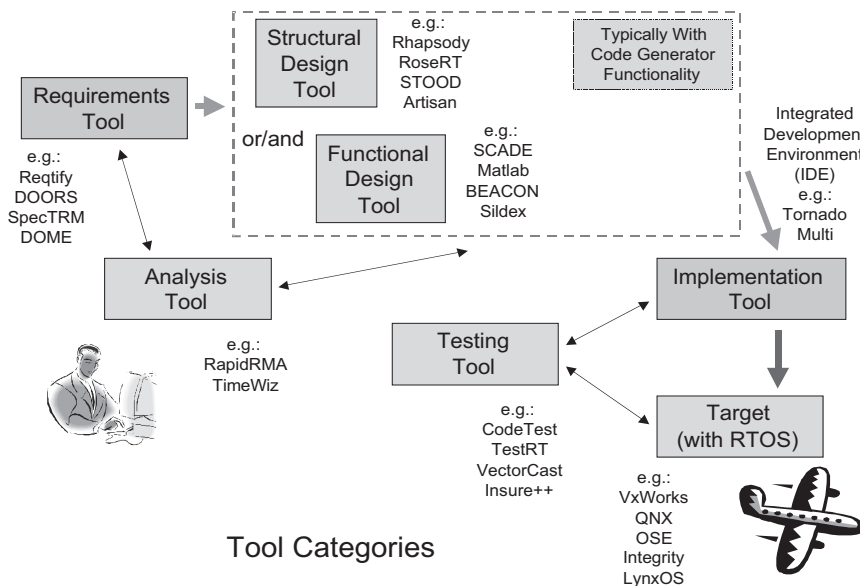 Structural
Design
Tool
e.g.:
Rhapsody
RoseRT
STOOD
Artisan
Typically With
Code Generator
Functionality
Requirements
Tool
e.g.:
Reqtify
DOORS
SpecTRM
DOME
or/and
Functional
Design
Tool
e.g.:
SCADE
Matlab
BEACON
Sildex
Integrated
Development
Environment
(IDE)
e.g.:
Tornado
Multi
Analysis
Tool
e.g.:
RapidRMA
TimeWiz
Implementation
Tool
Testing
Tool
e.g.:
CodeTest
TestRT
VectorCast
Insure++
Target
(with RTOS)
e.g.:
VxWorks
QNX
OSE
Integrity
LynxOS
Tool Categories